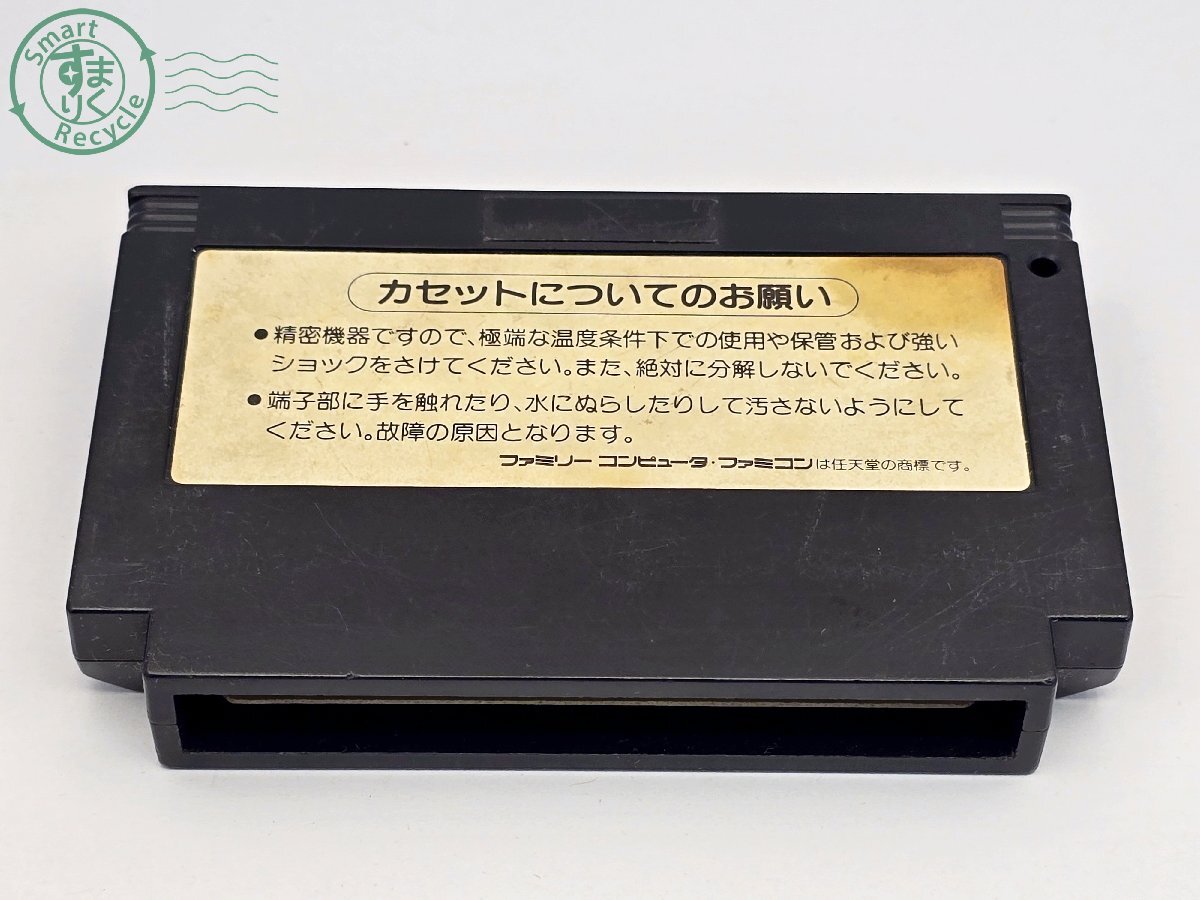 Smart
すまりく
Recycle
カセットについてのお願い
●精密機器ですので、極端な温度条件下での使用や保管および強い
ショックをさけてください。また、絶対に分解しないでください。
●端子部に手を触れたり、水にぬらしたりして汚さないようにして
ください。故障の原因となります。
ファミリー コンピュータ・ファミコンは任天堂の商標です。